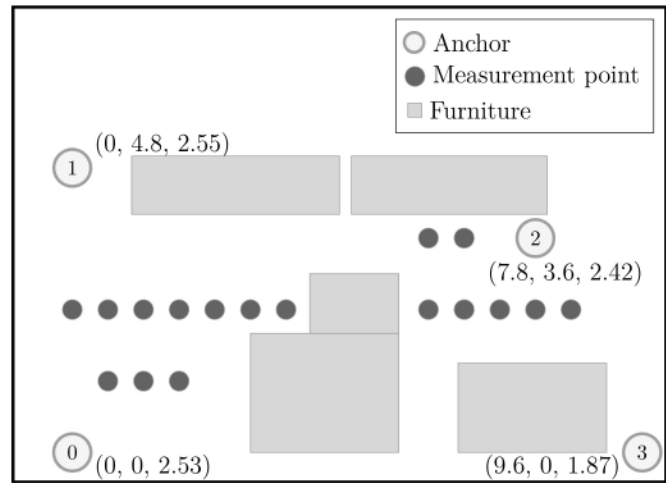 Anchor
Measurement point
Furniture
(0, 4.8, 2.55)
1
2
(7.8, 3.6, 2.42)
0
(0, 0, 2.53)
(9.6, 0, 1.87)
3